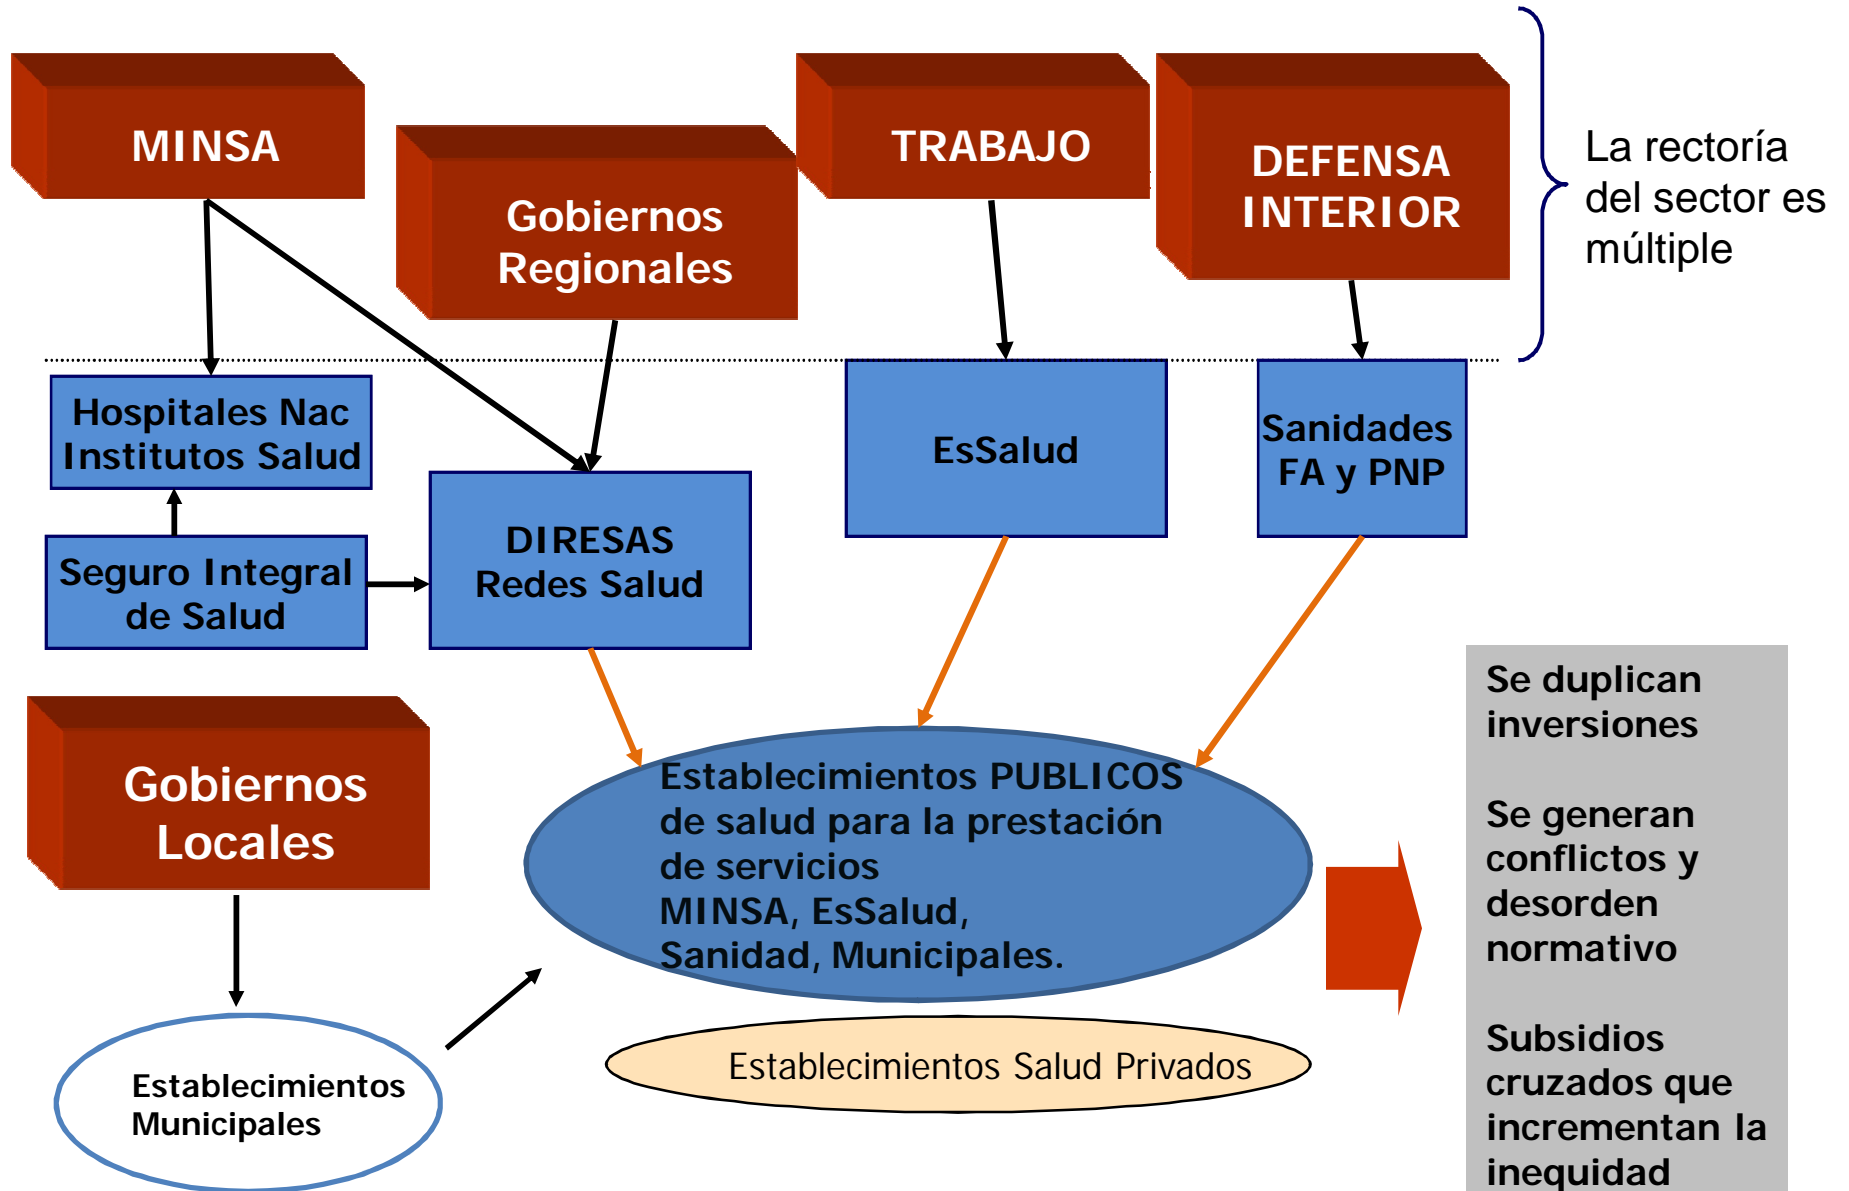 MINSA
Gobiernos
Regionales
TRABAJO
DEFENSA
INTERIOR
La rectoría
del sector es
múltiple
Hospitales Nac
Institutos Salud
Seguro Integral
de Salud
DIRESAS
Redes Salud
EsSalud
Sanidades
FA y PNP
Gobiernos
Locales
Establecimientos
Municipales
Establecimientos PUBLICOS
de salud para la prestación
de servicios
MINSA, EsSalud,
Sanidad, Municipales.
Establecimientos Salud Privados
Se duplican
inversiones
Se generan
conflictos y
desorden
normativo
Subsidios
cruzados que
incrementan la
inequidad